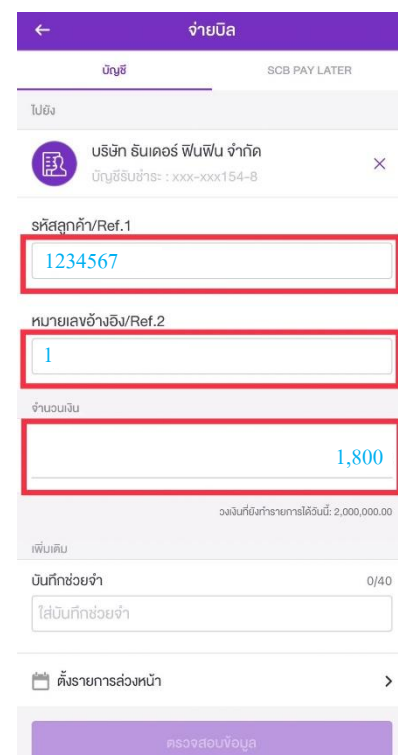 จ่ายบิล
บัญชี SCB PAY LATER
ไปยัง
บริษัท ธันเดอร์ ฟินฟิน จำกัด
บัญชีรับชำระ: : xxx-xxx154-8
รหัสลูกค้า/Ref.1
1234567
หมายเลขอ้างอิง/Ref.2
1
จำนวนเงิน
1,800
วงเงินที่ยังทำรายการได้วันนี้: 2,000,000.00
เพิ่มเติม
บันทึกช่วยจำ 0/40
ใส่บันทึกช่วยจำ
ตั้งรายการล่วงหน้า
ตรวจสอบข้อมูล